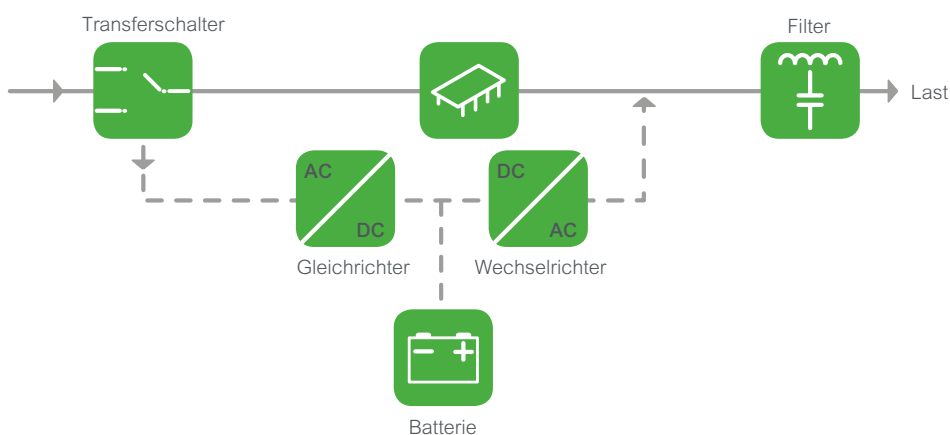 Transferschalter
Filter
Last
AC
DC
DC
AC
Gleichrichter
Wechselrichter
Batterie